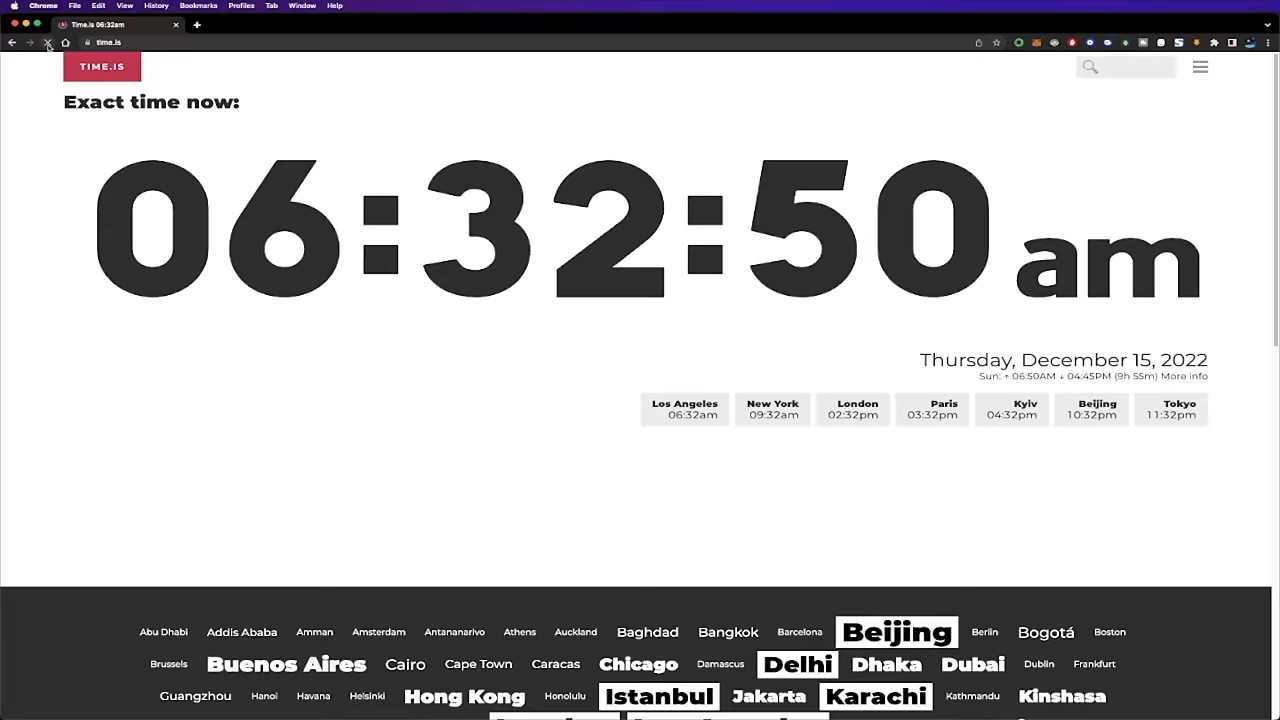 Chrome File Edit View History Bookmarks Profiles Tab Window Help
Time.is 06:32am
time.is
TIME.IS
Exact time now:
06:32:50am
Thursday, December 15, 2022
Sun: ↑ 06:50AM ↓ 04:45PM (9h 55m) More info
Los Angeles New York London Paris Kyiv Beijing Tokyo
06:32am 09:32am 02:32pm 03:32pm 04:32pm 10:32pm 11:32pm
Abu Dhabi Addis Ababa Amman Amsterdam Antananarivo Athens Auckland Baghdad Bangkok Barcelona Beijing Berlin Bogotá Boston
Brussels Buenos Aires Cairo Cape Town Caracas Chicago Damascus Delhi Dhaka Dubai Dublin Frankfurt
Guangzhou Hanoi Havana Helsinki Hong Kong Honolulu Istanbul Jakarta Karachi Kathmandu Kinshasa